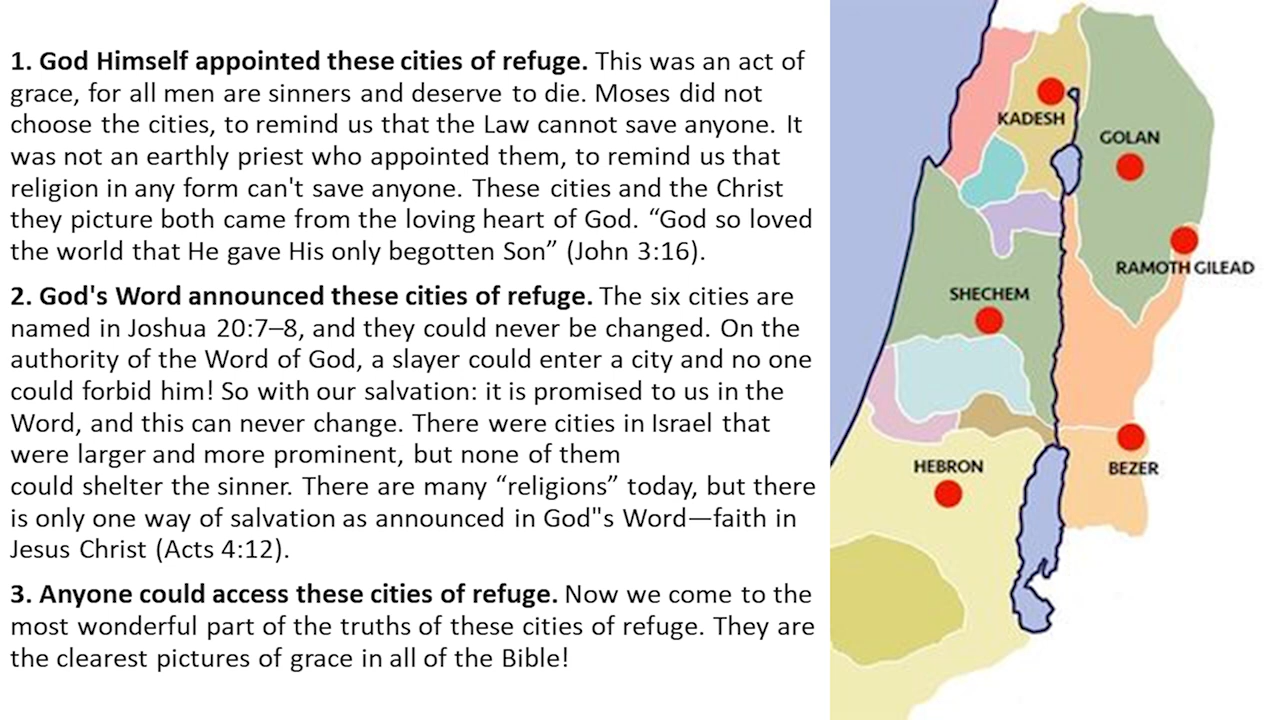 1. God Himself appointed these cities of refuge. This was an act of
grace, for all men are sinners and deserve to die. Moses did not
choose the cities, to remind us that the Law cannot save anyone. It
was not an earthly priest who appointed them, to remind us that
religion in any form can't save anyone. These cities and the Christ
they picture both came from the loving heart of God. “God so loved
the world that He gave His only begotten Son” (John 3:16).
2. God's Word announced these cities of refuge. The six cities are
named in Joshua 20:7–8, and they could never be changed. On the
authority of the Word of God, a slayer could enter a city and no one
could forbid him! So with our salvation: it is promised to us in the
Word, and this can never change. There were cities in Israel that
were larger and more prominent, but none of them
could shelter the sinner. There are many “religions” today, but there
is only one way of salvation as announced in God"s Word—faith in
Jesus Christ (Acts 4:12).
3. Anyone could access these cities of refuge. Now we come to the
most wonderful part of the truths of these cities of refuge. They are
the clearest pictures of grace in all of the Bible!
KADESH
GOLAN
RAMOTH GILEAD
SHECHEM
HEBRON
BEZER